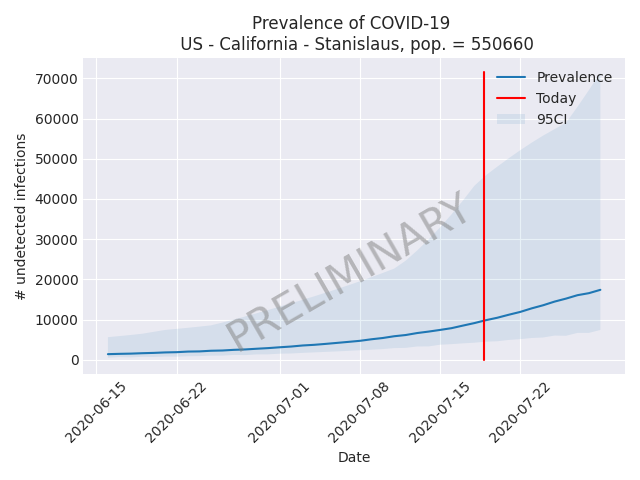 Prevalence of COVID-19
US - California - Stanislaus, pop. = 550660
70000
60000
50000
40000
30000
20000
10000
0
# undetected infections
Prevalence
Today
95CI
PRELIMINARY
2020-06-15
2020-06-22
2020-07-01
2020-07-08
2020-07-15
2020-07-22
Date